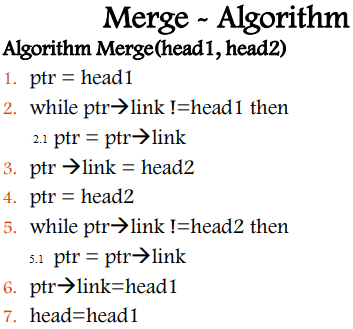 Merge ~ Algorithm
Algorithm Merge(head1, head2)
1. ptr = head1
2. while ptr→link !=head1 then
2.1 ptr = ptr→link
3. ptr →link = head2
4. ptr = head2
5. while ptr→link !=head2 then
5.1 ptr = ptr→link
6. ptr→link=head1
7. head=head1